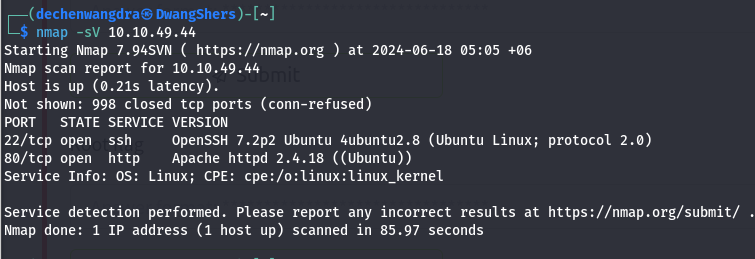 ┌──(dechenwangdra㉿DwangShers)-[~]
└─$ nmap -sV 10.10.49.44
Starting Nmap 7.94SVN ( https://nmap.org ) at 2024-06-18 05:05 +06
Nmap scan report for 10.10.49.44
Host is up (0.21s latency).
Not shown: 998 closed tcp ports (conn-refused)
PORT   STATE SERVICE VERSION
22/tcp open  ssh     OpenSSH 7.2p2 Ubuntu 4ubuntu2.8 (Ubuntu Linux; protocol 2.0)
80/tcp open  http    Apache httpd 2.4.18 ((Ubuntu))
Service Info: OS: Linux; CPE: cpe:/o:linux:linux_kernel

Service detection performed. Please report any incorrect results at https://nmap.org/submit/ .
Nmap done: 1 IP address (1 host up) scanned in 85.97 seconds